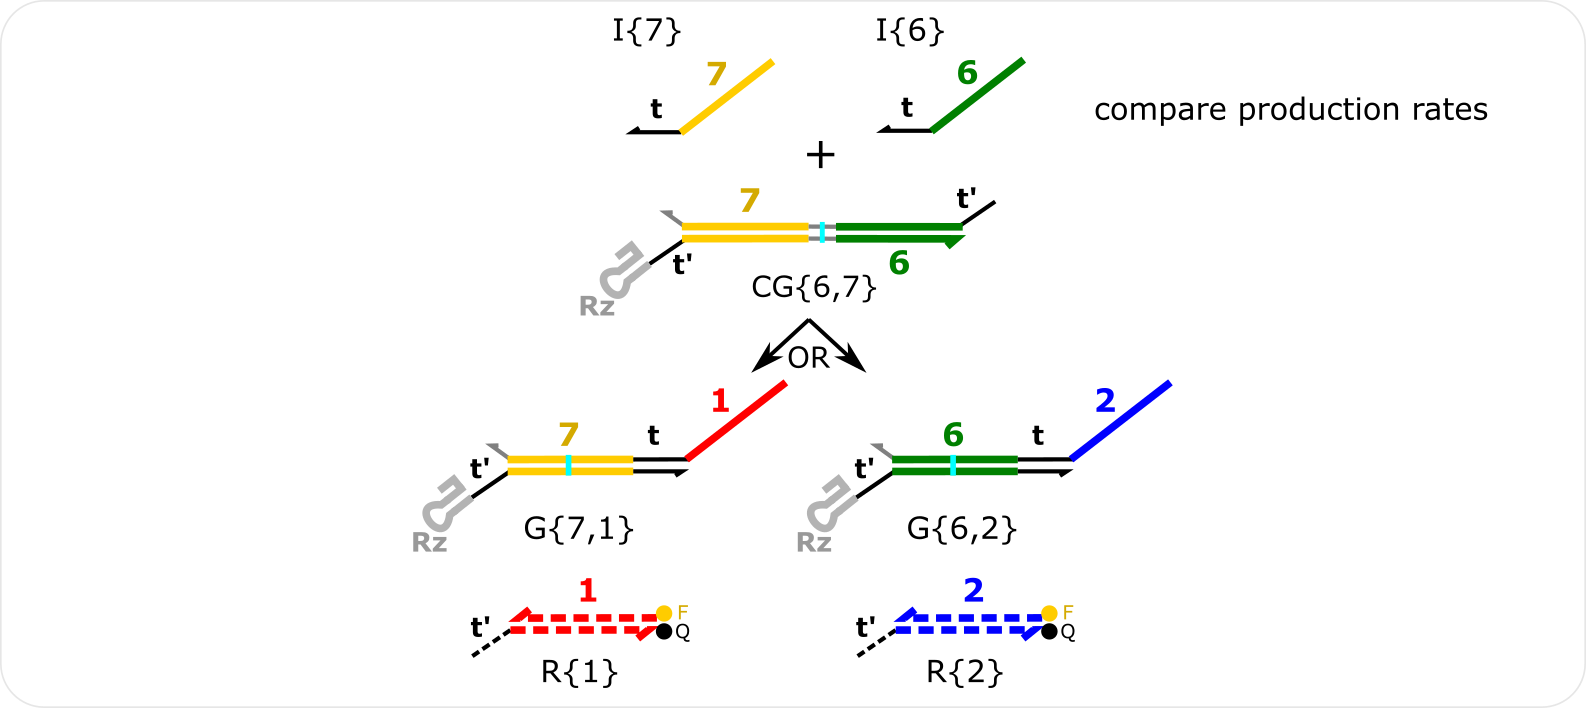 I{7} I{6}
7 6
t t compare production rates
+
7 t'
t' 6
Rz CG{6,7}
OR
1 2
7 t 6 t
t' t'
Rz G{7,1} Rz G{6,2}
1 2
t' F t' F
Q Q
R{1} R{2}